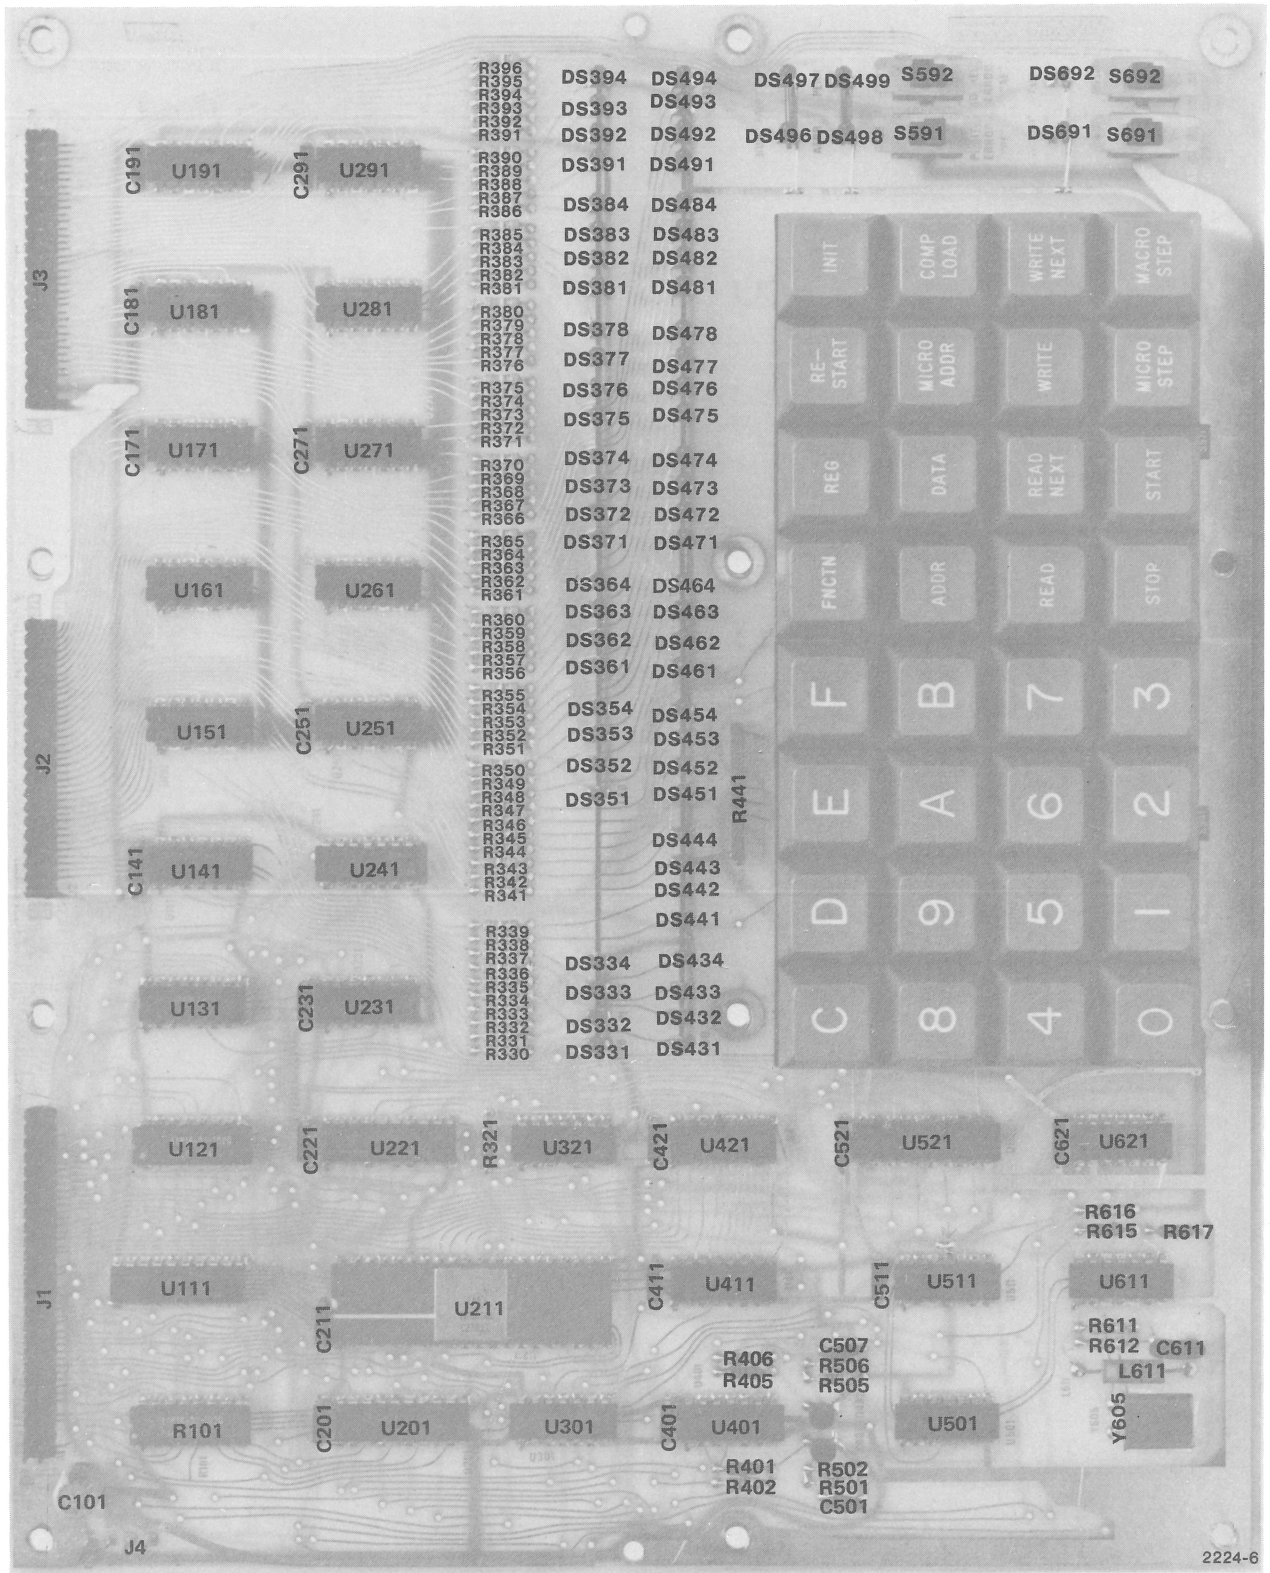 R396
R395
R394
R393
R392
R391
R390
R389
R388
R387
R386
R385
R384
R383
R382
R381
R380
R379
R378
R377
R376
R375
R374
R373
R372
R371
R370
R369
R368
R367
R366
R365
R364
R363
R362
R361
R360
R359
R358
R357
R356
R355
R354
R353
R352
R351
R350
R349
R348
R347
R346
R345
R344
R343
R342
R341
R339
R338
R337
R336
R335
R334
R333
R332
R331
R330
DS394 DS494
DS393 DS493
DS392 DS492
DS391 DS491
DS384 DS484
DS383 DS483
DS382 DS482
DS381 DS481
DS378 DS478
DS377 DS477
DS376 DS476
DS375 DS475
DS374 DS474
DS373 DS473
DS372 DS472
DS371 DS471
DS364 DS464
DS363 DS463
DS362 DS462
DS361 DS461
DS354 DS454
DS353 DS453
DS352 DS452
DS351 DS451
DS444
DS443
DS442
DS441
DS334 DS434
DS333 DS433
DS332 DS432
DS331 DS431
DS497 DS499 S592 DS692 S692
DS496 DS498 S591 DS691 S691
C191 U191 C291 U291
J3
C181 U181 U281
C171 U171 C271 U271
U161 U261
U151 C251 U251
J2
C141 U141 U241
U131 C231 U231
R441
INIT
COMP
LOAD
WRITE
NEXT
MACRO
STEP
RE-
START
MICRO
ADDR
WRITE
MICRO
STEP
REG
DATA
READ
NEXT
START
FNCTN
ADDR
READ
STOP
F B 7 3
E A 6 2
D 9 5 1
C 8 4 0
U121 C221 U221 R321 U321 C421 U421 C521 U521 C621 U621
R616
R615 R617
J1
U111 C211 U211 C411 U411 C511 U511 U611
R611
R612 C611
L611
C507
R406 R506
R405 R505
R101 C201 U201 U301 C401 U401 U501 Y605
R401 R502
R402 R501
C501
C101
J4
2224-6